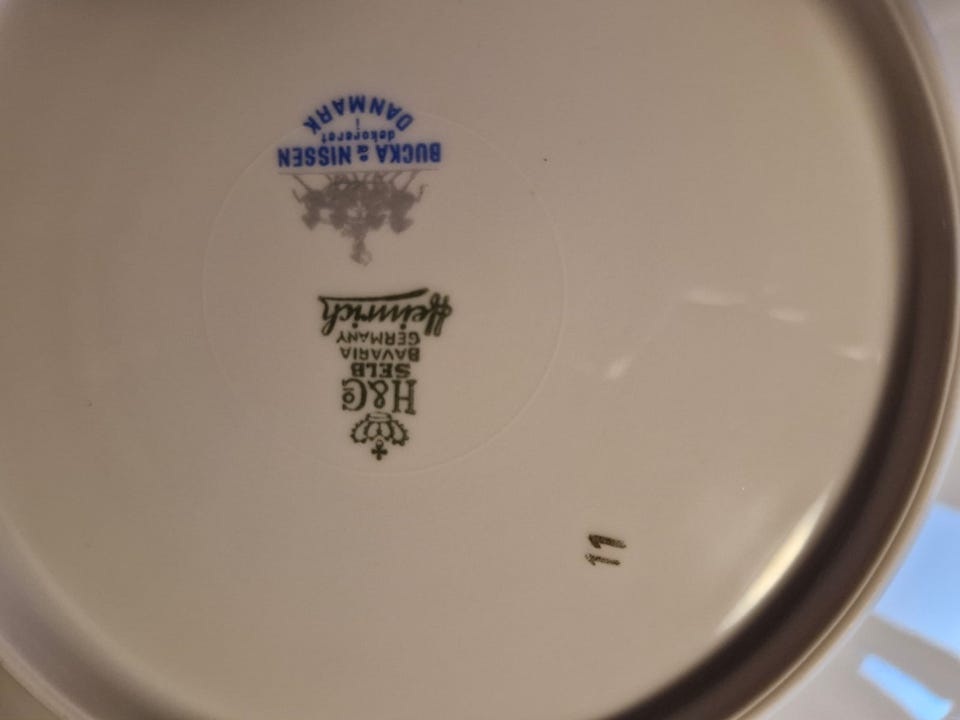 H&Co
SELB
BAVARIA
GERMANY
Heinrich
BUCKA & NISSEN
dekoreret
i
DANMARK
11